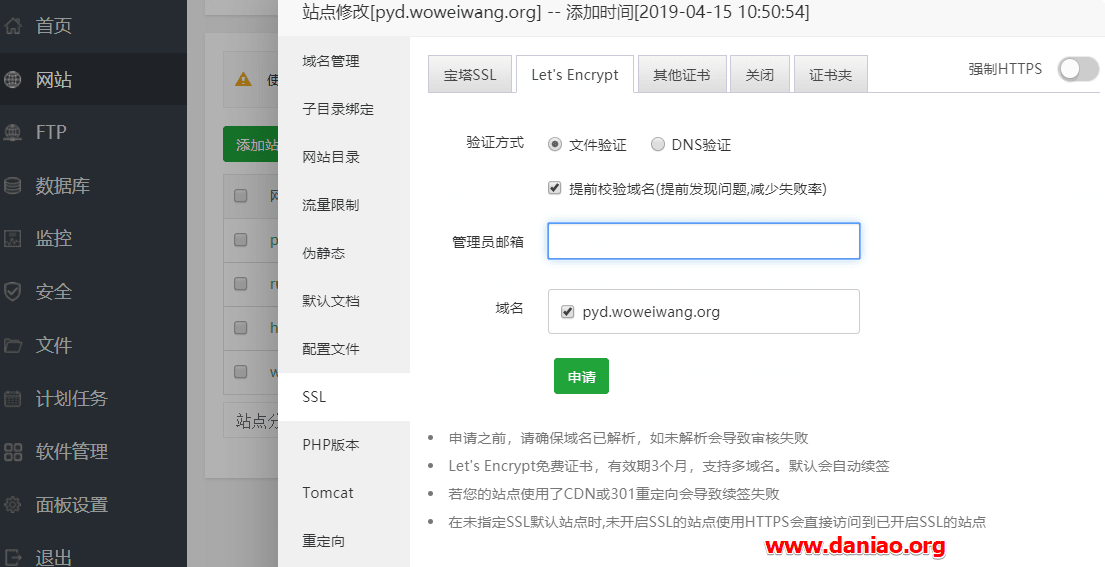 首页
网站
FTP
数据库
监控
安全
文件
计划任务
软件管理
面板设置
退出
使
添加站
站点分
站点修改[pyd.woweiwang.org] -- 添加时间[2019-04-15 10:50:54]
域名管理
子目录绑定
网站目录
流量限制
伪静态
默认文档
配置文件
SSL
PHP版本
Tomcat
重定向
宝塔SSL Let's Encrypt 其他证书 关闭 证书夹 强制HTTPS
验证方式 文件验证 DNS验证
提前校验域名(提前发现问题,减少失败率)
管理员邮箱
域名 pyd.woweiwang.org
申请
申请之前，请确保域名已解析，如未解析会导致审核失败
Let's Encrypt免费证书，有效期3个月，支持多域名。默认会自动续签
若您的站点使用了CDN或301重定向会导致续签失败
在未指定SSL默认站点时,未开启SSL的站点使用HTTPS会直接访问到已开启SSL的站点
www.daniao.org